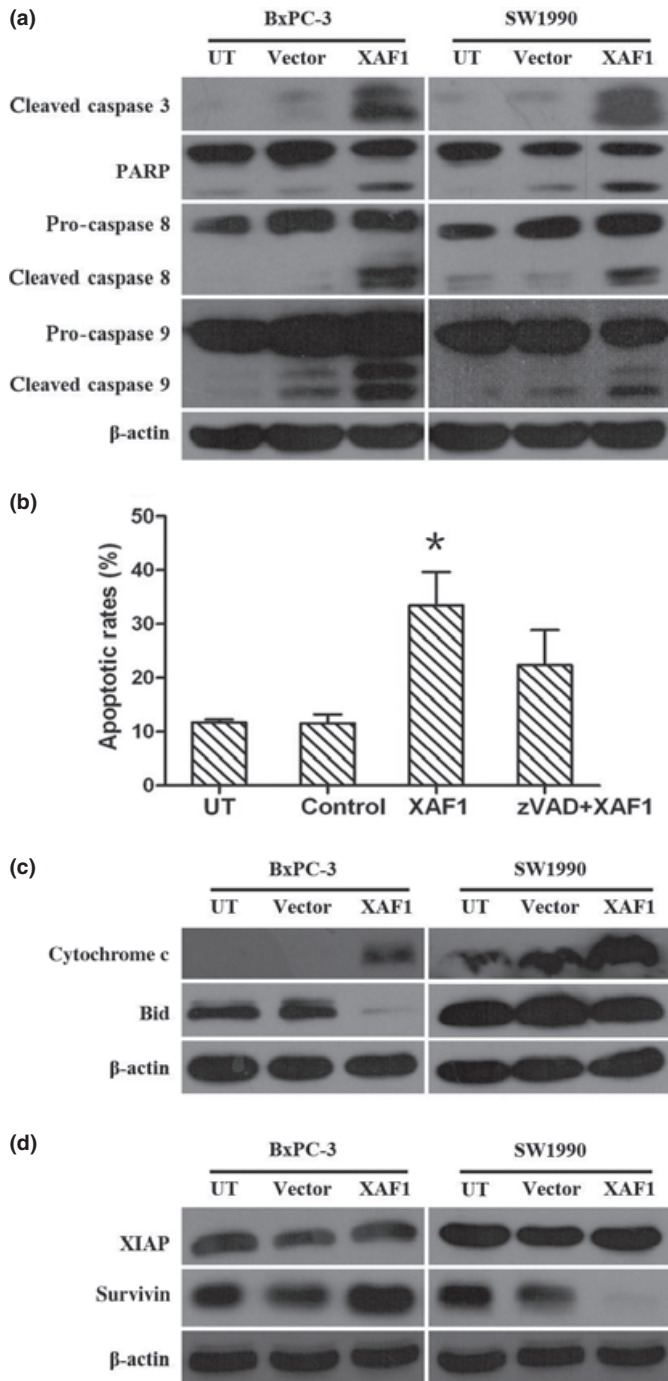 (a)
BxPC-3 SW1990
UT Vector XAF1 UT Vector XAF1
Cleaved caspase 3
PARP
Pro-caspase 8
Cleaved caspase 8
Pro-caspase 9
Cleaved caspase 9
β-actin
(b)
Apoptotic rates (%)
50
40
30
20
10
0
*
UT Control XAF1 zVAD+XAF1
(c)
BxPC-3 SW1990
UT Vector XAF1 UT Vector XAF1
Cytochrome c
Bid
β-actin
(d)
BxPC-3 SW1990
UT Vector XAF1 UT Vector XAF1
XIAP
Survivin
β-actin